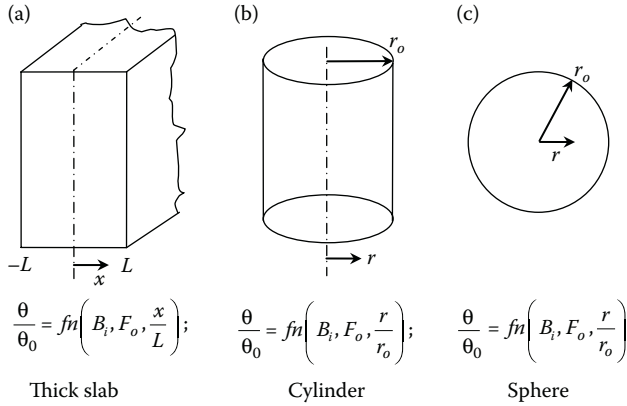 (a) (b) (c)
r_o
r_o
r
−L x L
r
θ/θ_0 = fn(B_i, F_o, x/L);
θ/θ_0 = fn(B_i, F_o, r/r_o);
θ/θ_0 = fn(B_i, F_o, r/r_o)
Thick slab Cylinder Sphere